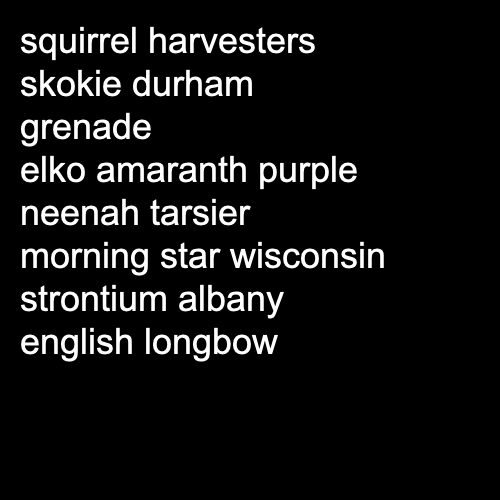 squirrel harvesters
skokie durham
grenade
elko amaranth purple
neenah tarsier
morning star wisconsin
strontium albany
english longbow